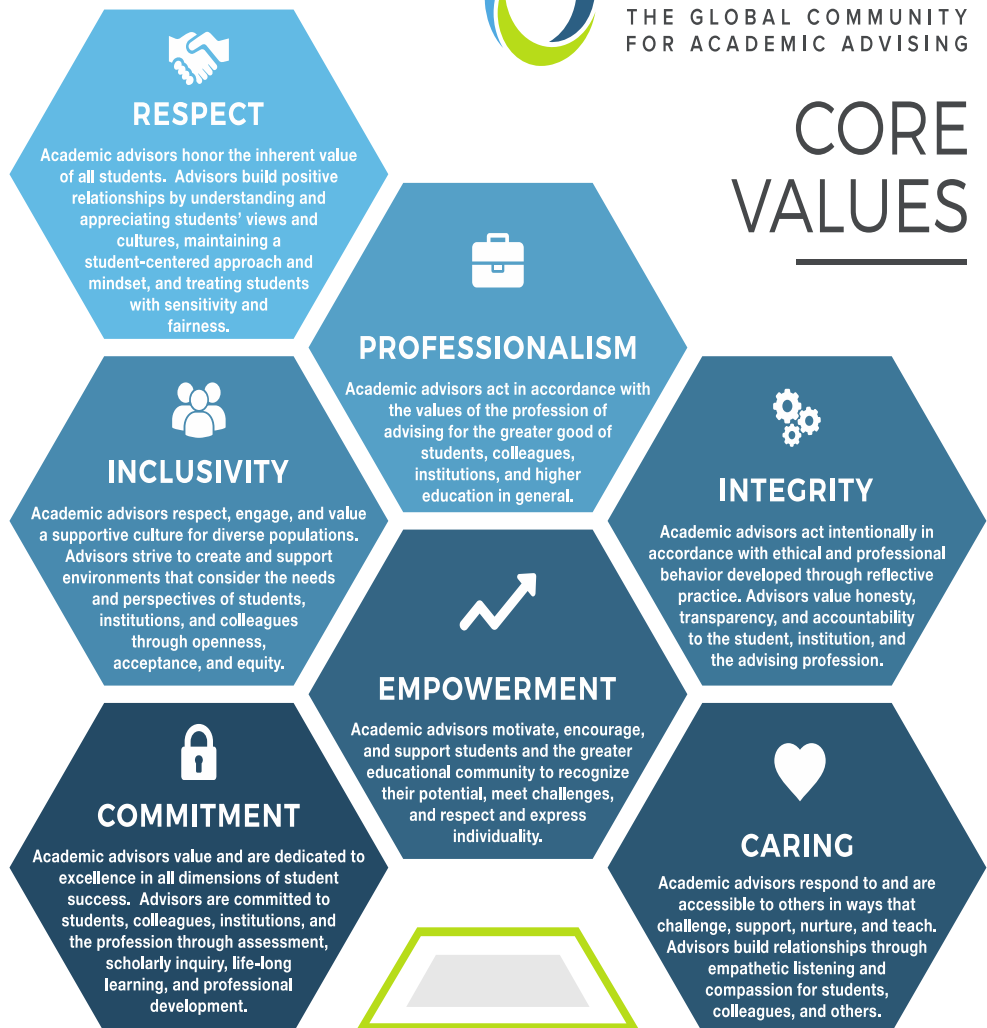 THE GLOBAL COMMUNITY
FOR ACADEMIC ADVISING
CORE
VALUES
RESPECT
Academic advisors honor the inherent value
of all students.  Advisors build positive
relationships by understanding and
appreciating students’ views and
cultures, maintaining a
student-centered approach and
mindset, and treating students
with sensitivity and
fairness.
PROFESSIONALISM
Academic advisors act in accordance with
the values of the profession of
advising for the greater good of
students, colleagues,
institutions, and higher
education in general.
INCLUSIVITY
Academic advisors respect, engage, and value
a supportive culture for diverse populations.
Advisors strive to create and support
environments that consider the needs
and perspectives of students,
institutions, and colleagues
through openness,
acceptance, and equity.
INTEGRITY
Academic advisors act intentionally in
accordance with ethical and professional
behavior developed through reflective
practice. Advisors value honesty,
transparency, and accountability
to the student, institution, and
the advising profession.
EMPOWERMENT
Academic advisors motivate, encourage,
and support students and the greater
educational community to recognize
their potential, meet challenges,
and respect and express
individuality.
COMMITMENT
Academic advisors value and are dedicated to
excellence in all dimensions of student
success.  Advisors are committed to
students, colleagues, institutions, and
the profession through assessment,
scholarly inquiry, life-long
learning, and professional
development.
CARING
Academic advisors respond to and are
accessible to others in ways that
challenge, support, nurture, and teach.
Advisors build relationships through
empathetic listening and
compassion for students,
colleagues, and others.